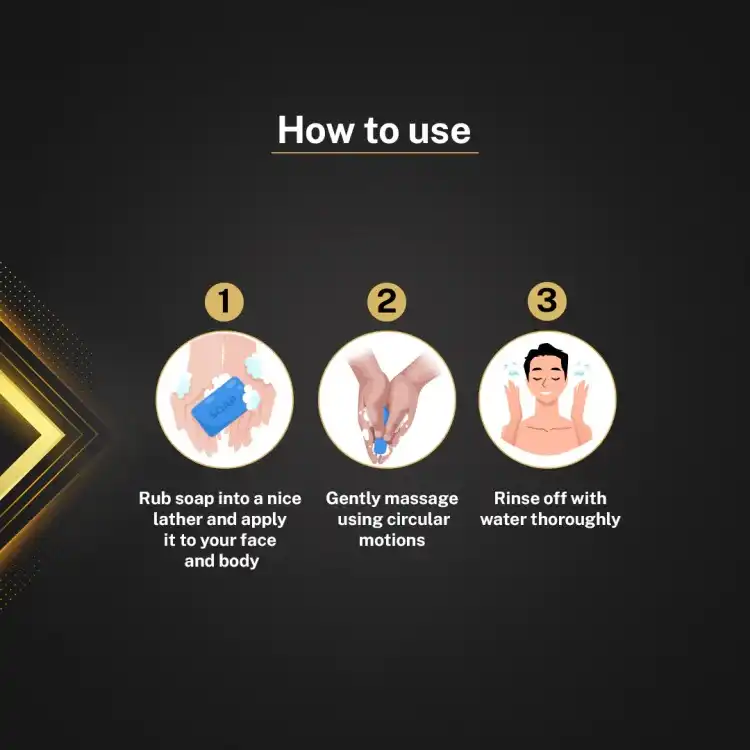 How to use
1
2
3
SOAP
Rub soap into a nice
lather and apply
it to your face
and body
Gently massage
using circular
motions
Rinse off with
water thoroughly